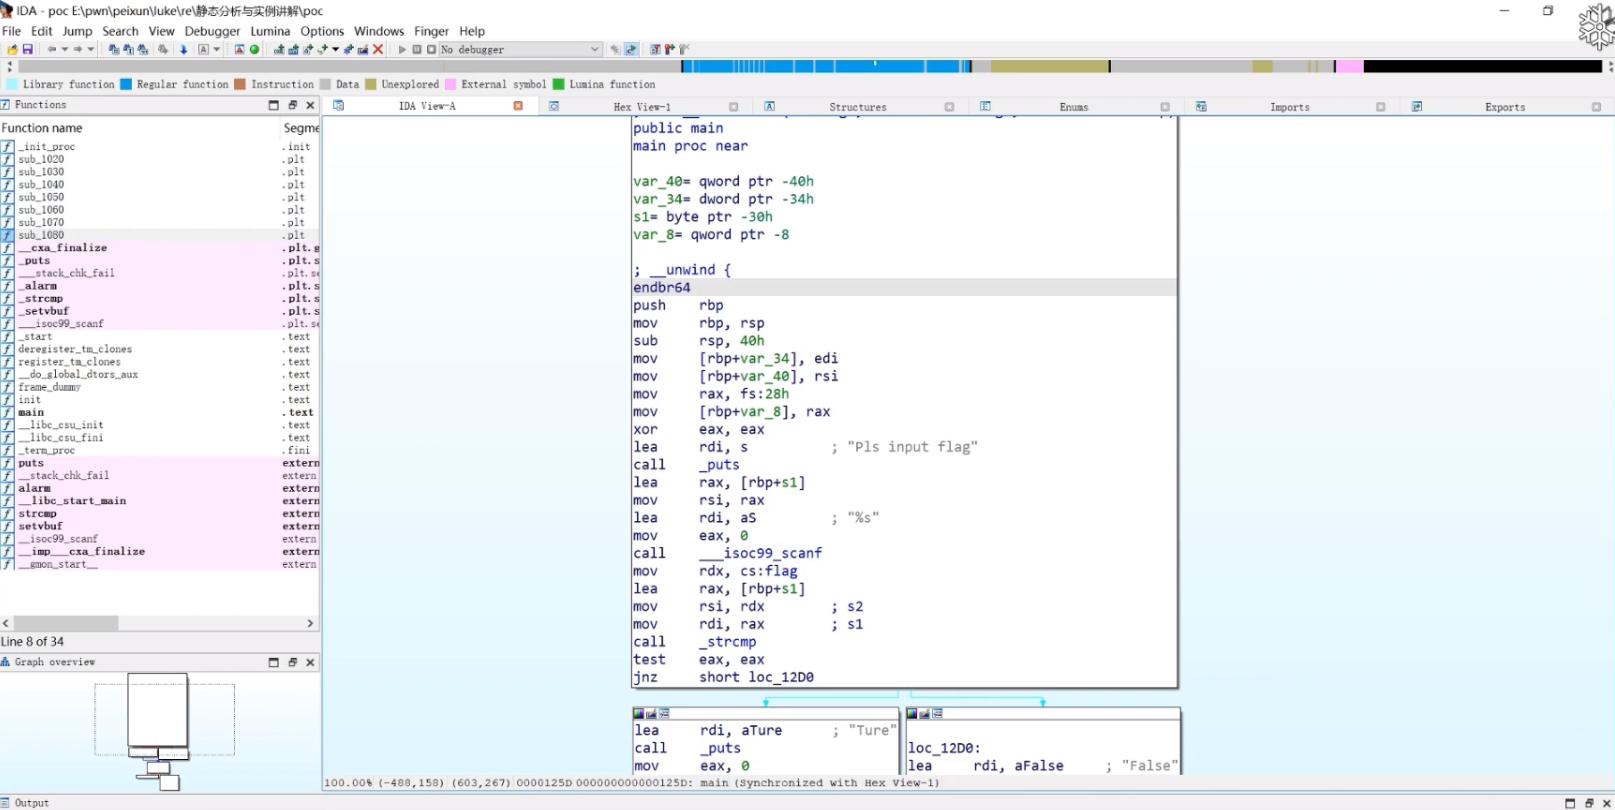 IDA - poc E:\pwn\peixun\luke\re\静态分析与实例讲解\poc
File Edit Jump Search View Debugger Lumina Options Windows Finger Help
No debugger
Library function Regular function Instruction Data Unexplored External symbol Lumina function
Functions
IDA View-A
Hex View-1
Structures
Enums
Imports
Exports
Function name Segme
_init_proc .init
sub_1020 .plt
sub_1030 .plt
sub_1040 .plt
sub_1050 .plt
sub_1060 .plt
sub_1070 .plt
sub_1080 .plt
__cxa_finalize .plt.g
_puts .plt.s
___stack_chk_fail .plt.se
_alarm .plt.s
_strcmp .plt.s
_setvbuf .plt.s
___isoc99_scanf .plt.se
_start .text
deregister_tm_clones .text
register_tm_clones .text
__do_global_dtors_aux .text
frame_dummy .text
init .text
main .text
__libc_csu_init .text
__libc_csu_fini .text
_term_proc .fini
puts extern
__stack_chk_fail extern
alarm extern
__libc_start_main extern
strcmp extern
setvbuf extern
__isoc99_scanf extern
__imp___cxa_finalize extern
__gmon_start__ extern
Line 8 of 34
Graph overview
public main
main proc near
var_40= qword ptr -40h
var_34= dword ptr -34h
s1= byte ptr -30h
var_8= qword ptr -8
; __unwind {
endbr64
push rbp
mov rbp, rsp
sub rsp, 40h
mov [rbp+var_34], edi
mov [rbp+var_40], rsi
mov rax, fs:28h
mov [rbp+var_8], rax
xor eax, eax
lea rdi, s ; "Pls input flag"
call _puts
lea rax, [rbp+s1]
mov rsi, rax
lea rdi, aS ; "%s"
mov eax, 0
call ___isoc99_scanf
mov rdx, cs:flag
lea rax, [rbp+s1]
mov rsi, rdx ; s2
mov rdi, rax ; s1
call _strcmp
test eax, eax
jnz short loc_12D0
lea rdi, aTure ; "Ture"
call _puts
mov eax, 0
loc_12D0:
lea rdi, aFalse ; "False"
100.00% (-488,158) (603,267) 0000125D 000000000000125D: main (Synchronized with Hex View-1)
Output